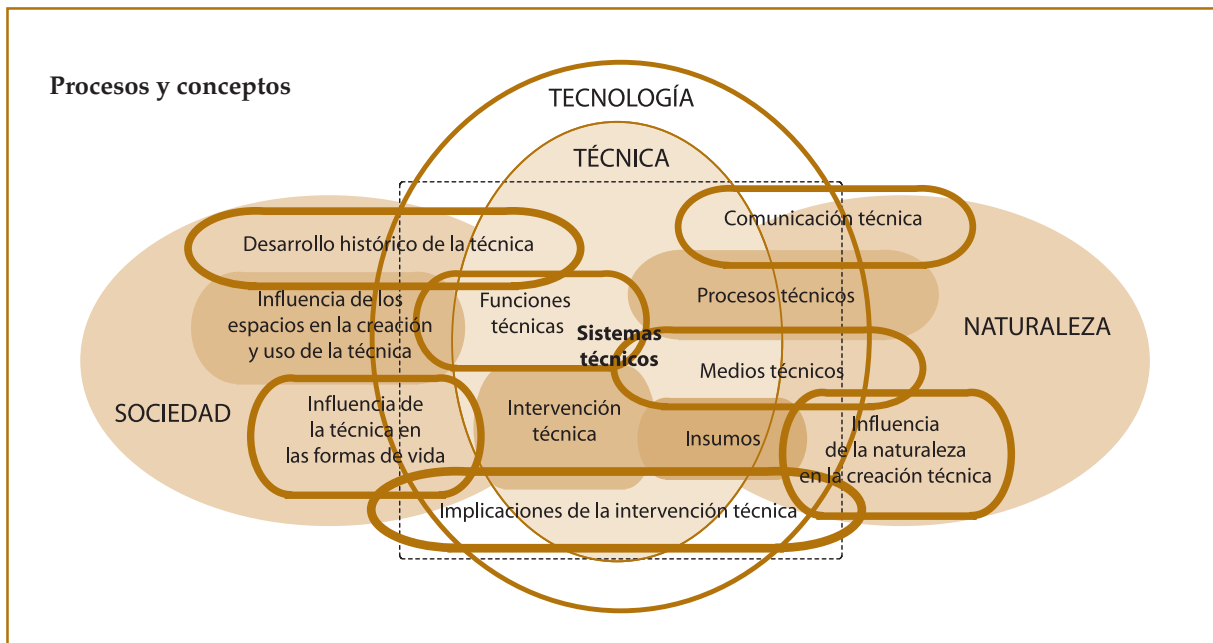 Procesos y conceptos
TECNOLOGÍA
TÉCNICA
Desarrollo histórico de la técnica
Comunicación técnica
Influencia de los
espacios en la creación
y uso de la técnica
Funciones
técnicas
Sistemas
técnicos
Procesos técnicos
NATURALEZA
Medios técnicos
SOCIEDAD
Influencia de
la técnica en
las formas de vida
Intervención
técnica
Insumos
Influencia
de la naturaleza
en la creación técnica
Implicaciones de la intervención técnica